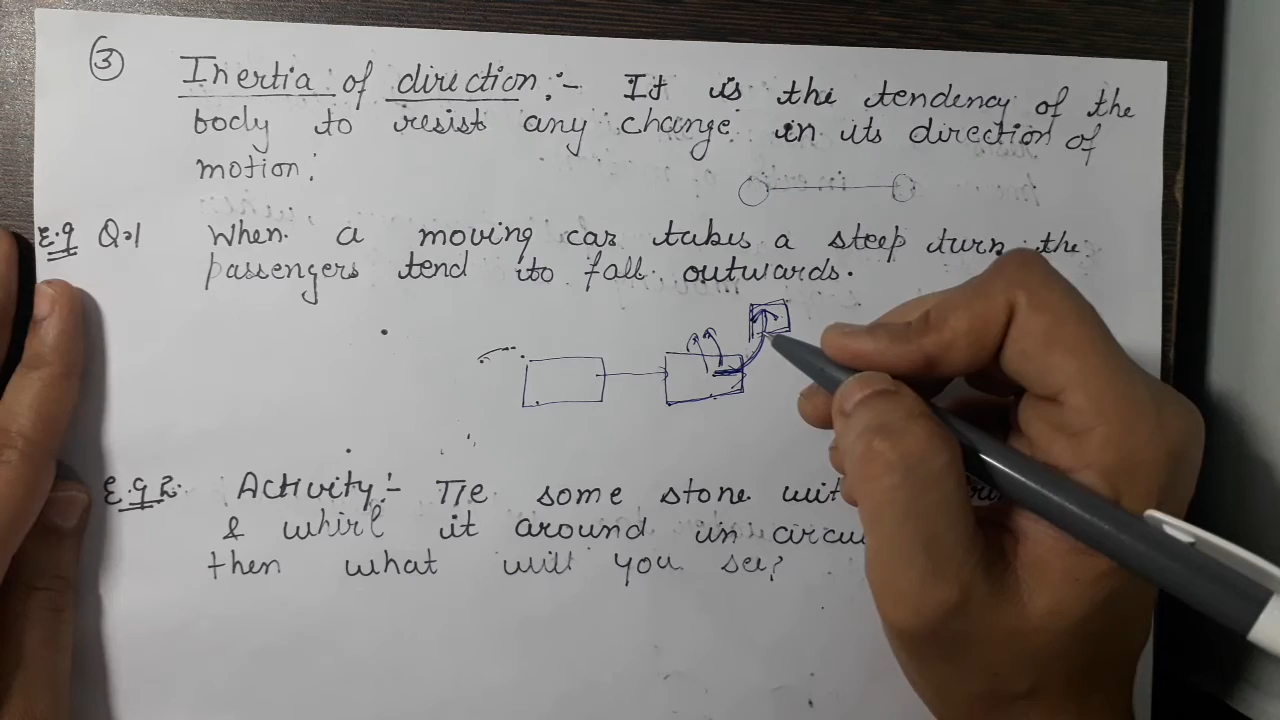 ③ Inertia of direction :- It is the tendency of the
body to resist any change in its direction of
motion:
E.g Q.1 When a moving car takes a steep turn the
passengers tend to fall outwards.
E.g 2. Activity:- Tie some stone
& whirl it around in
then what will you see?